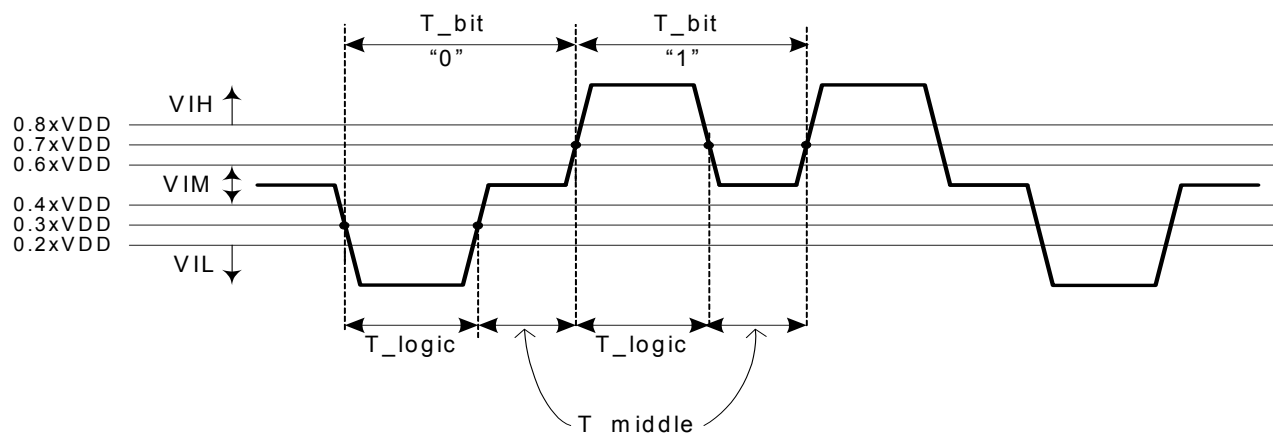 T_bit
T_bit
“0”
“1”
VIH
0.8xVDD
0.7xVDD
0.6xVDD
VIM
0.4xVDD
0.3xVDD
0.2xVDD
VIL
T_logic
T_logic
T middle